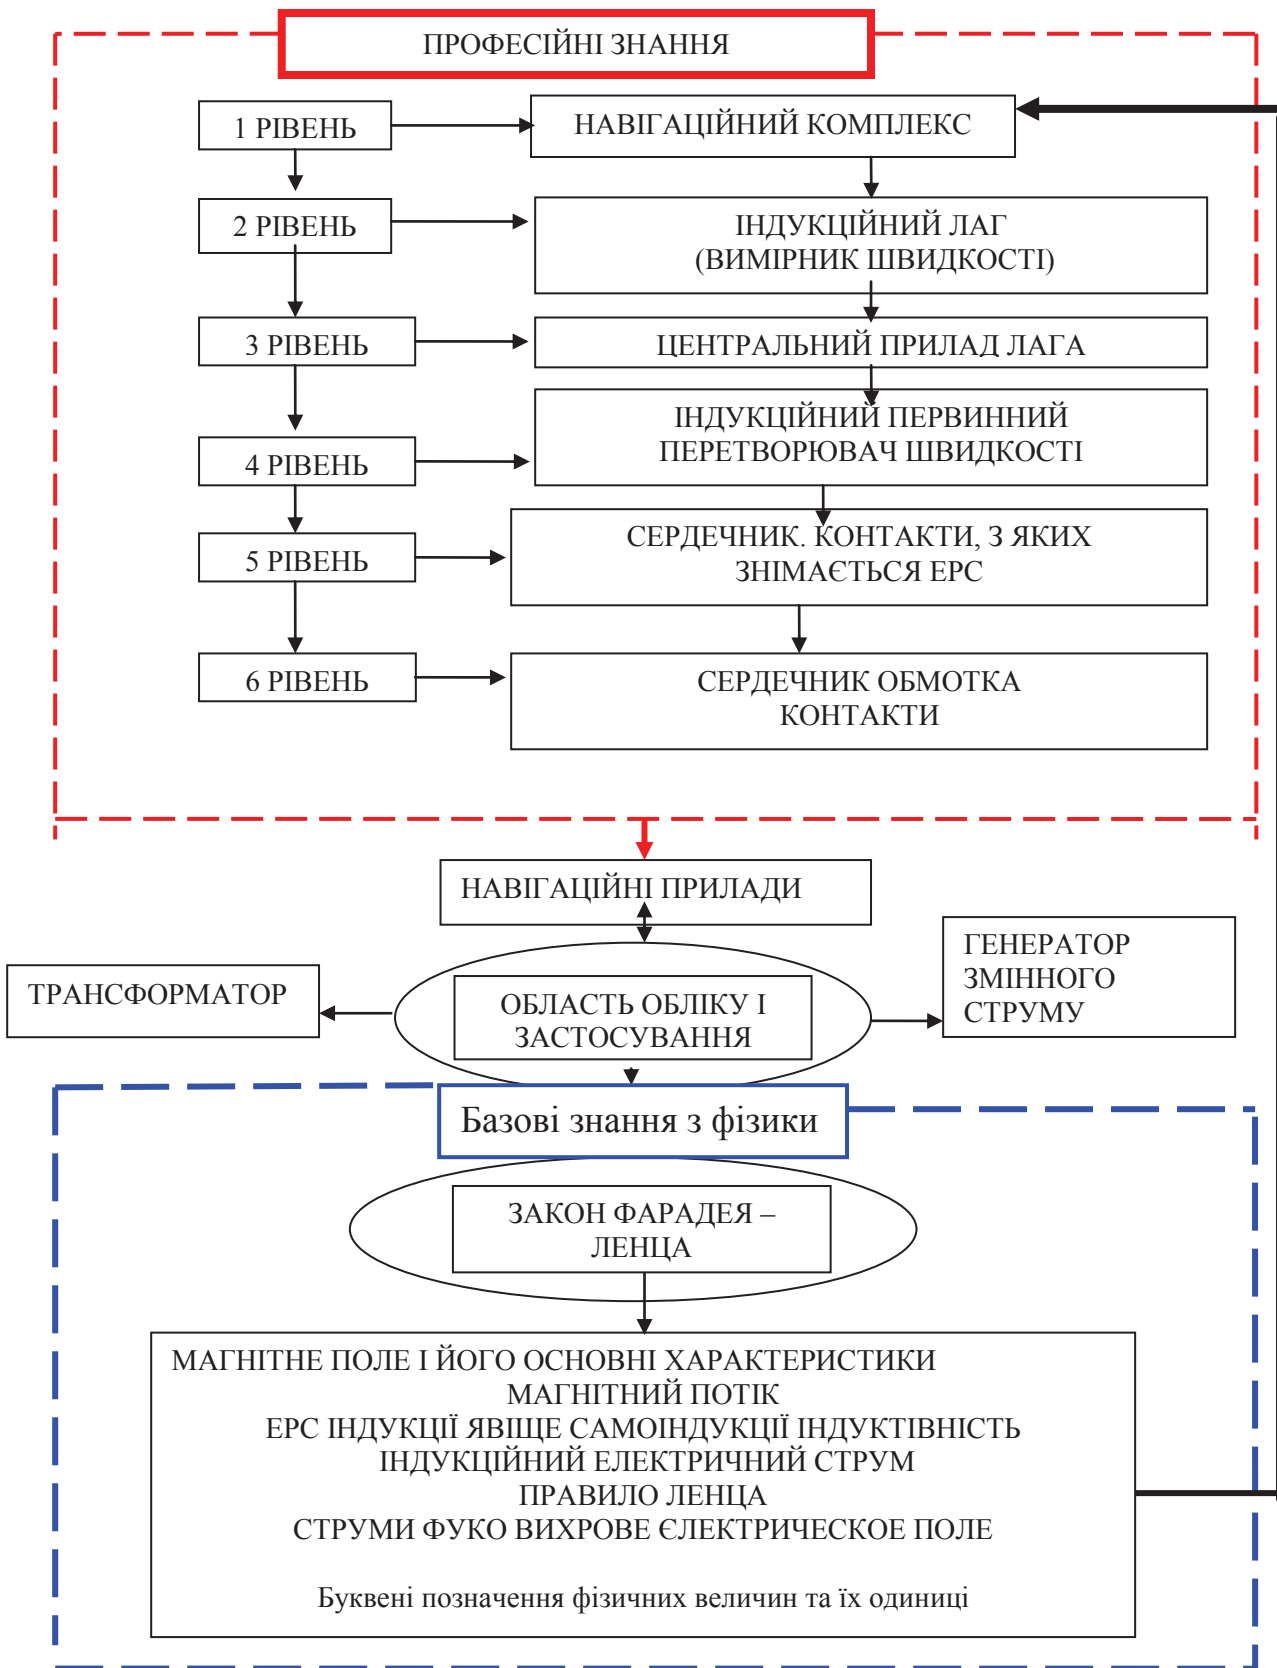 ПРОФЕСІЙНІ ЗНАННЯ
1 РІВЕНЬ
НАВІГАЦІЙНИЙ КОМПЛЕКС
2 РІВЕНЬ
ІНДУКЦІЙНИЙ ЛАГ
(ВИМІРНИК ШВИДКОСТІ)
3 РІВЕНЬ
ЦЕНТРАЛЬНИЙ ПРИЛАД ЛАГА
4 РІВЕНЬ
ІНДУКЦІЙНИЙ ПЕРВИННИЙ
ПЕРЕТВОРЮВАЧ ШВИДКОСТІ
5 РІВЕНЬ
СЕРДЕЧНИК. КОНТАКТИ, З ЯКИХ
ЗНІМАЄТЬСЯ ЕРС
6 РІВЕНЬ
СЕРДЕЧНИК ОБМОТКА
КОНТАКТИ
НАВІГАЦІЙНІ ПРИЛАДИ
ТРАНСФОРМАТОР
ОБЛАСТЬ ОБЛІКУ І
ЗАСТОСУВАННЯ
ГЕНЕРАТОР
ЗМІННОГО
СТРУМУ
Базові знання з фізики
ЗАКОН ФАРАДЕЯ –
ЛЕНЦА
МАГНІТНЕ ПОЛЕ І ЙОГО ОСНОВНІ ХАРАКТЕРИСТИКИ
МАГНІТНИЙ ПОТІК
ЕРС ІНДУКЦІЇ ЯВІЩЕ САМОІНДУКЦІЇ ІНДУКТІВНІСТЬ
ІНДУКЦІЙНИЙ ЕЛЕКТРИЧНИЙ СТРУМ
ПРАВИЛО ЛЕНЦА
СТРУМИ ФУКО ВИХРОВЕ ЄЛЕКТРИЧЕСКОЕ ПОЛЕ
Буквені позначення фізичних величин та їх одиниці